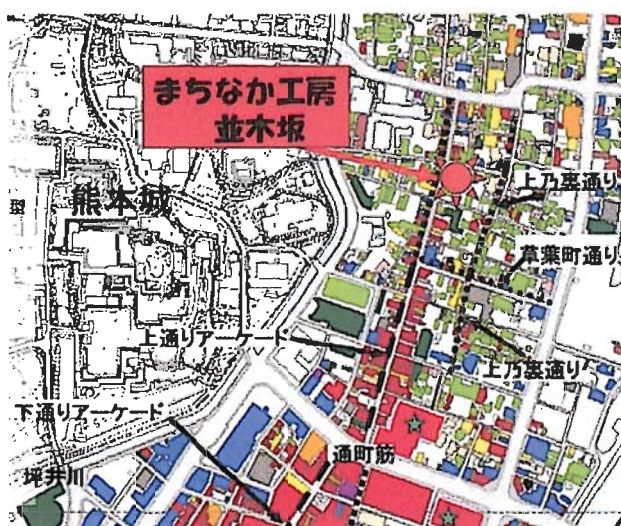 まちなか工房
並木坂
熊本城
上乃裏通り
草葉町通り
上通りアーケード
上乃裏通り
下通りアーケード
通町筋
坪井川